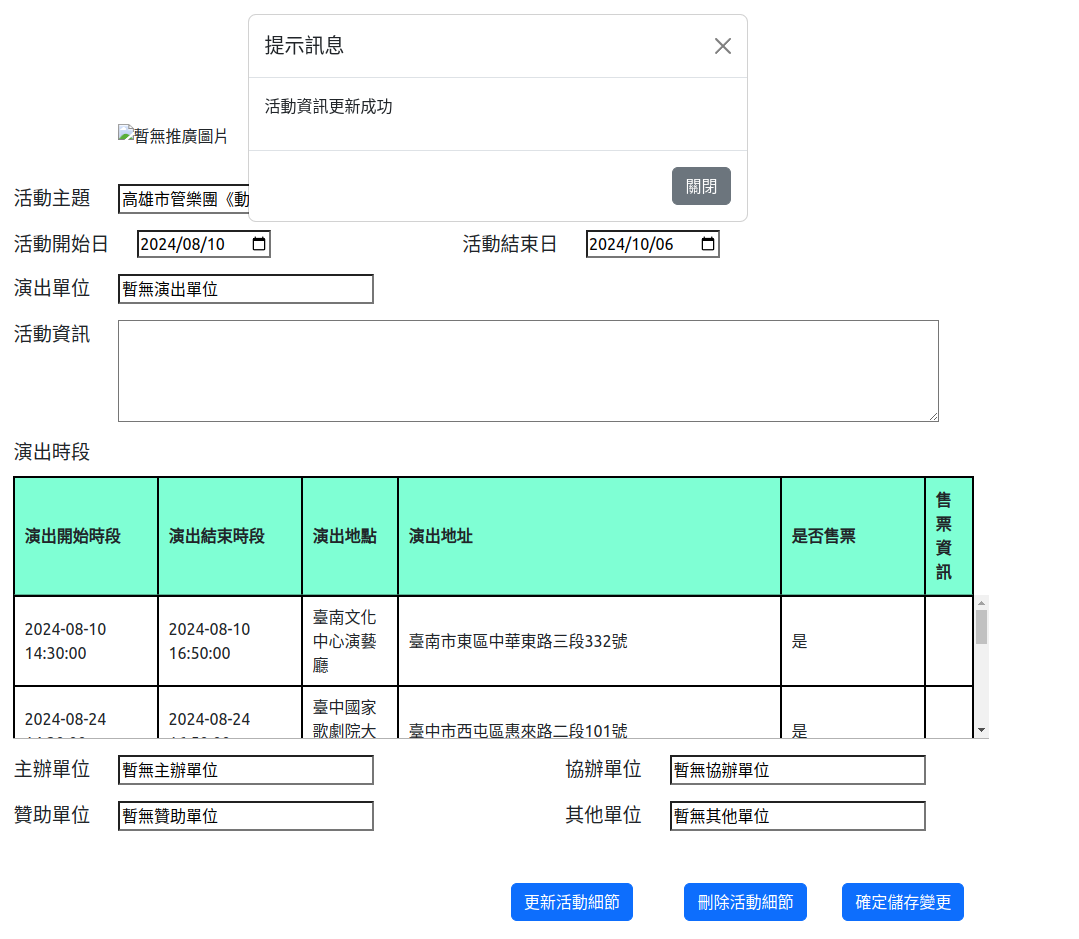 提示訊息
活動資訊更新成功
關閉
暫無推廣圖片
活動主題 高雄市管樂團《動
活動開始日 2024/08/10 活動結束日 2024/10/06
演出單位 暫無演出單位
活動資訊
演出時段
演出開始時段 演出結束時段 演出地點 演出地址 是否售票 售票資訊
2024-08-10 14:30:00 2024-08-10 16:50:00 臺南文化中心演藝廳 臺南市東區中華東路三段332號 是
2024-08-24 2024-08-24 臺中國家歌劇院大 臺中市西屯區惠來路二段101號 是
主辦單位 暫無主辦單位 協辦單位 暫無協辦單位
贊助單位 暫無贊助單位 其他單位 暫無其他單位
更新活動細節 刪除活動細節 確定儲存變更